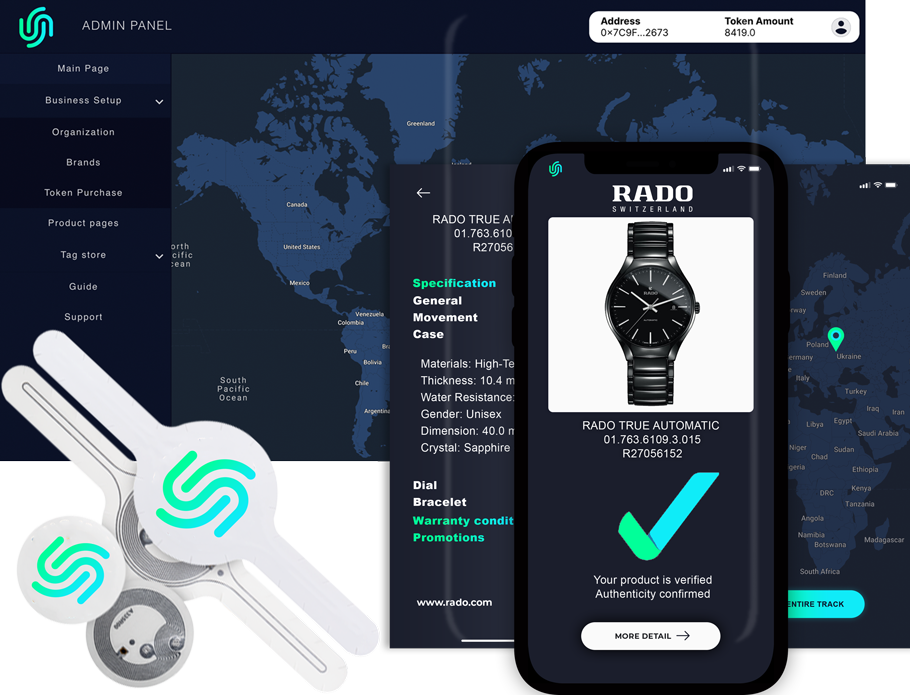 ADMIN PANEL
Address
0x7C9F...2673
Token Amount
8419.0
Main Page
Business Setup
Organization
Brands
Token Purchase
Product pages
Tag store
Guide
Support
Greenland
Canada
United States
Mexico
Venezuela
Colombia
Peru
Bolivia
Chile
Argentina
South
Pacific
Ocean
RADO TRUE
01.763.610
R27056
Specification
General
Movement
Case
Materials: High-Te
Thickness: 10.4 m
Water Resistance:
Gender: Unisex
Dimension: 40.0 m
Crystal: Sapphire
Dial
Bracelet
Warranty condit
Promotions
www.rado.com
RADO
SWITZERLAND
RADO
AUTOMATIC
RADO TRUE AUTOMATIC
01.763.6109.3.015
R27056152
Your product is verified
Authenticity confirmed
MORE DETAIL
Finland
Sweden
rway
Poland
ermany
Ukraine
Italy
Turkey
Iraq
Iran
Libya
Egypt
Saudi Arabia
Niger
Chad
Sudan
geria
Ethiopia
DRC
Kenya
Tanzania
Angola
Namibia
Botswana
Madagascar
South Africa
ENTIRE TRACK